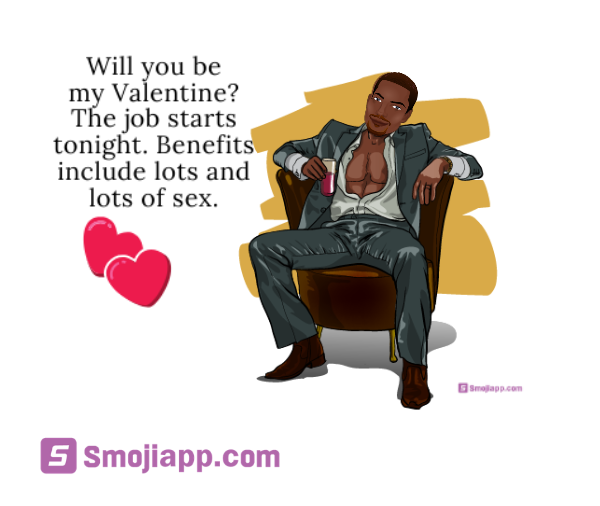 Will you be
my Valentine?
The job starts
tonight. Benefits
include lots and
lots of sex.
S Smojiapp.com
S Smojiapp.com